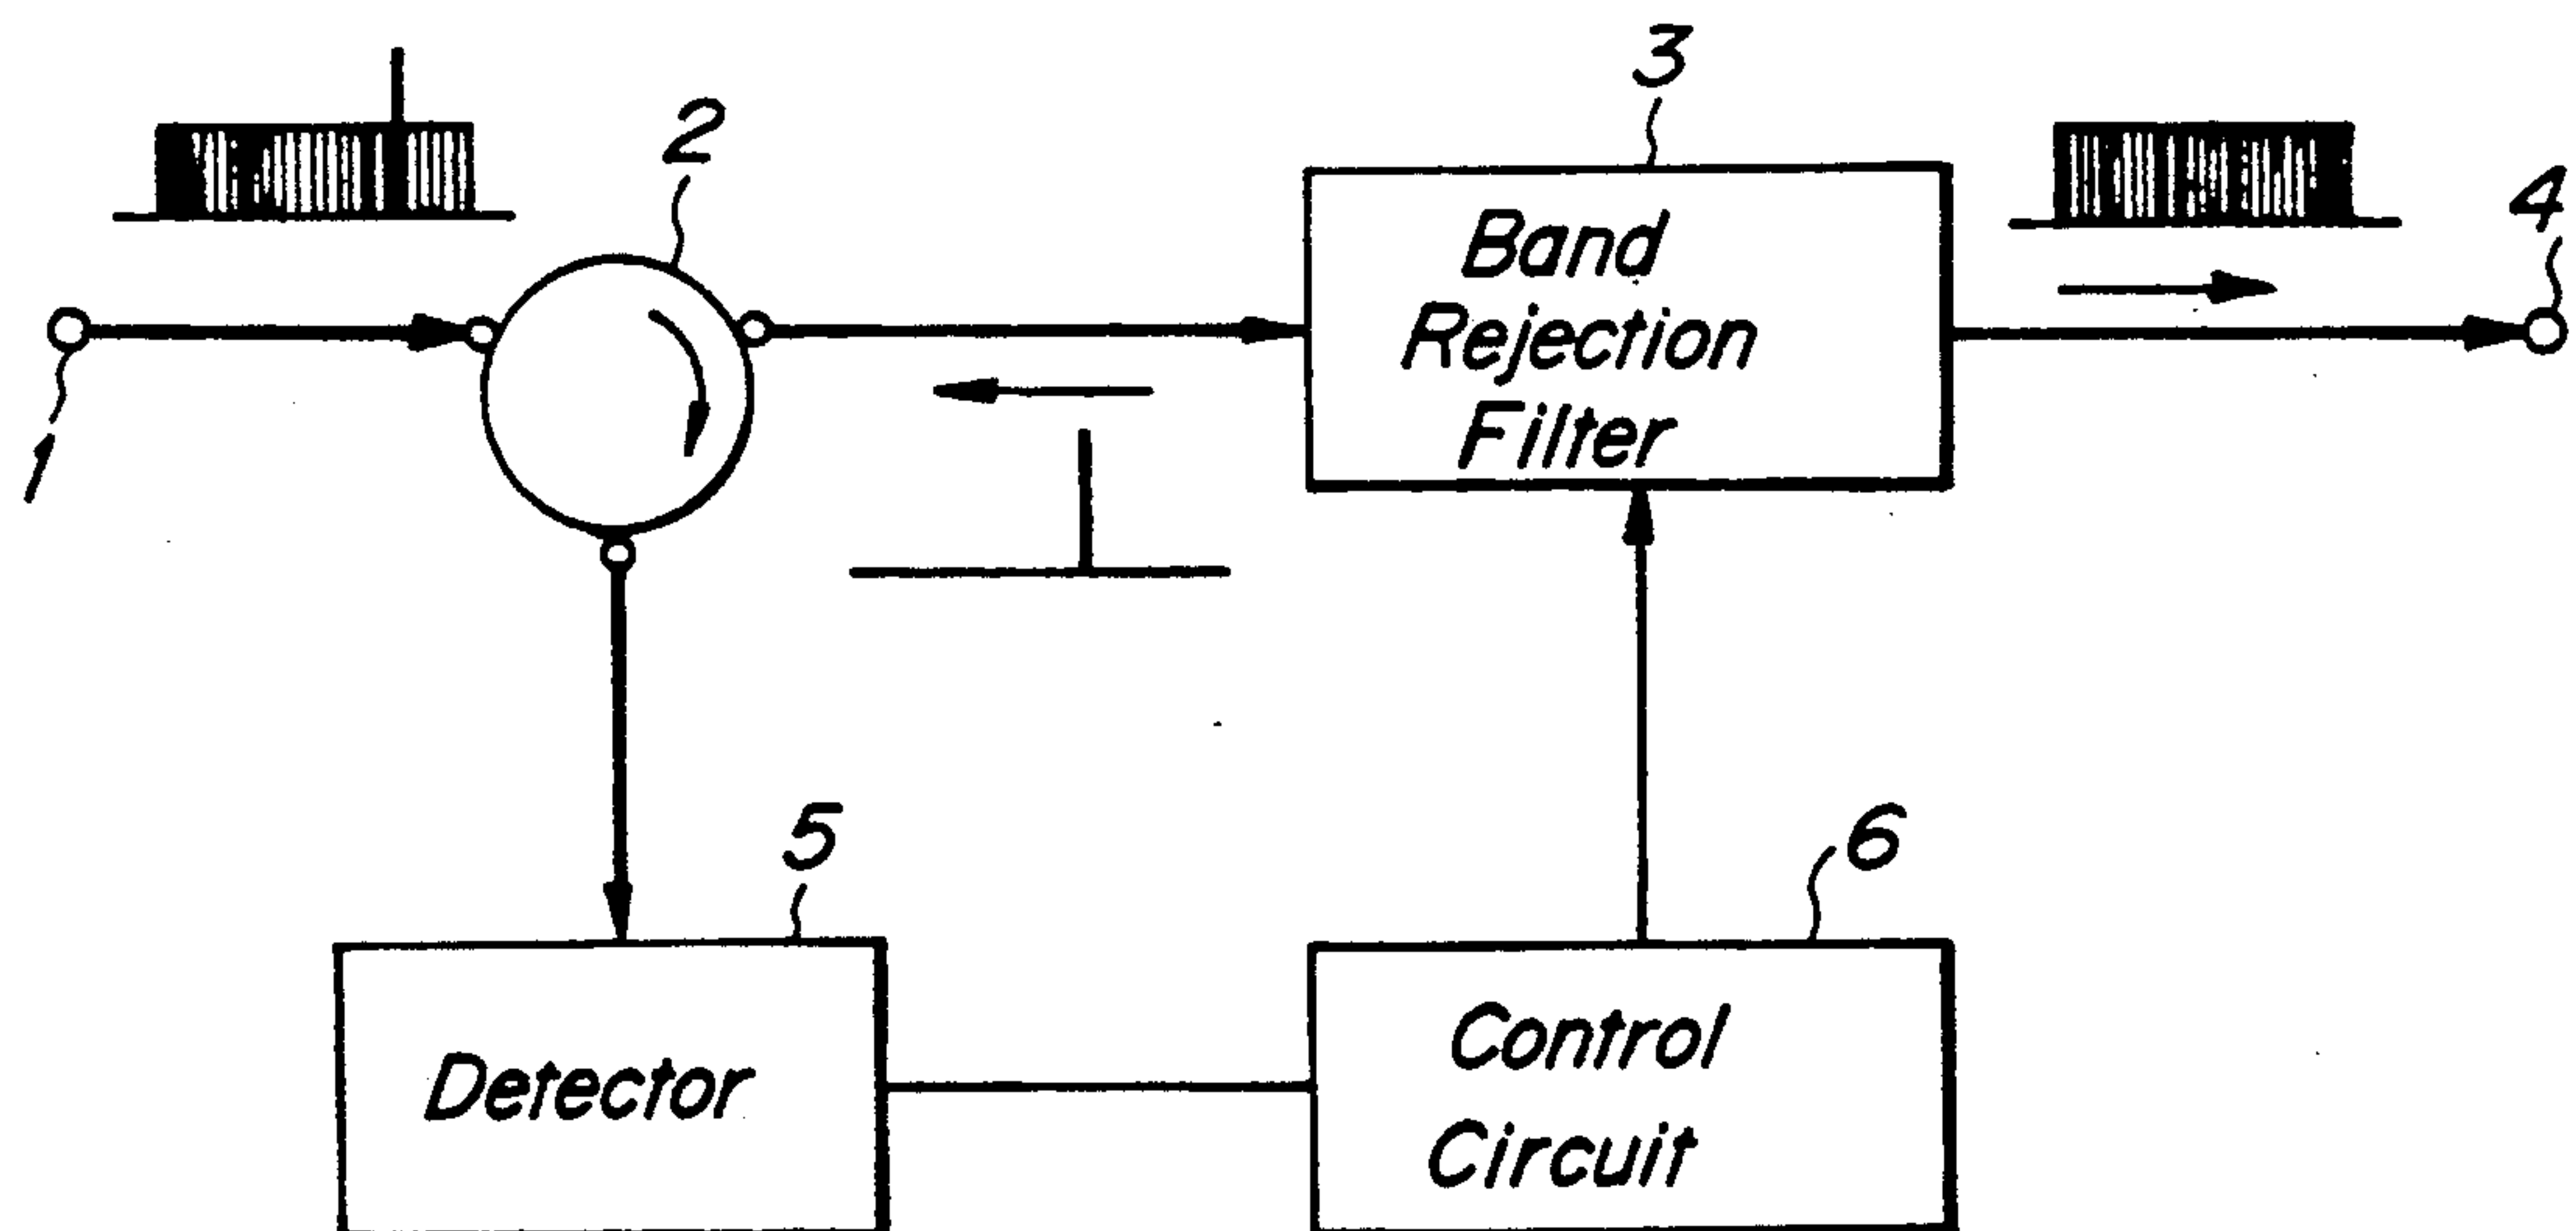 3
2
4
Band
Rejection
Filter
1
5
6
Detector
Control
Circuit